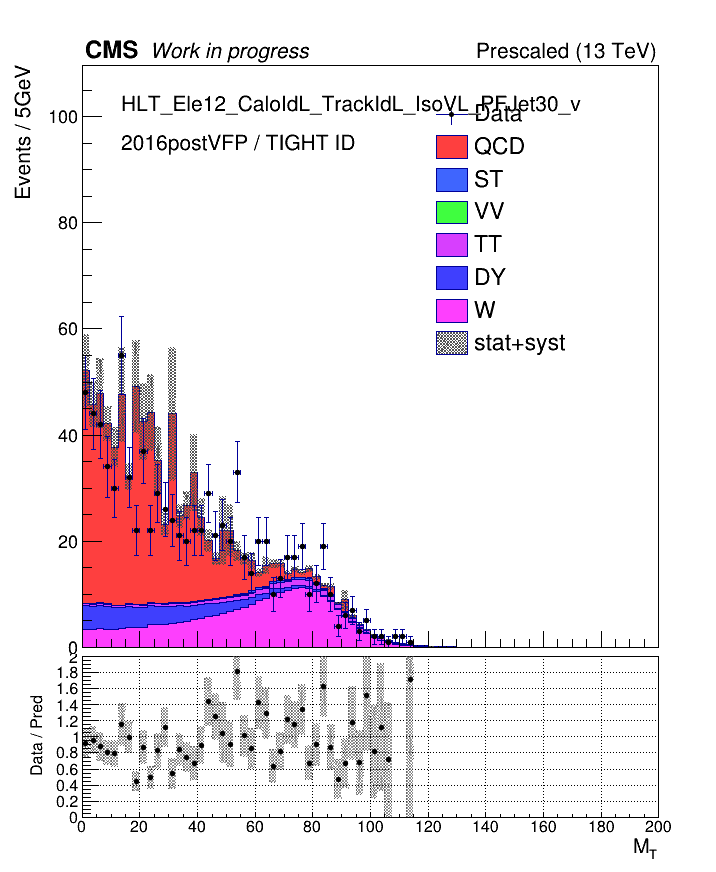 CMS Work in progress Prescaled (13 TeV)
Events / 5GeV
HLT_Ele12_CaloIdL_TrackIdL_IsoVL_PFJet30_v
2016postVFP / TIGHT ID
Data
QCD
ST
VV
TT
DY
W
stat+syst
100
80
60
40
20
0
Data / Pred
2
1.8
1.6
1.4
1.2
1
0.8
0.6
0.4
0.2
0
0 20 40 60 80 100 120 140 160 180 200
M_T